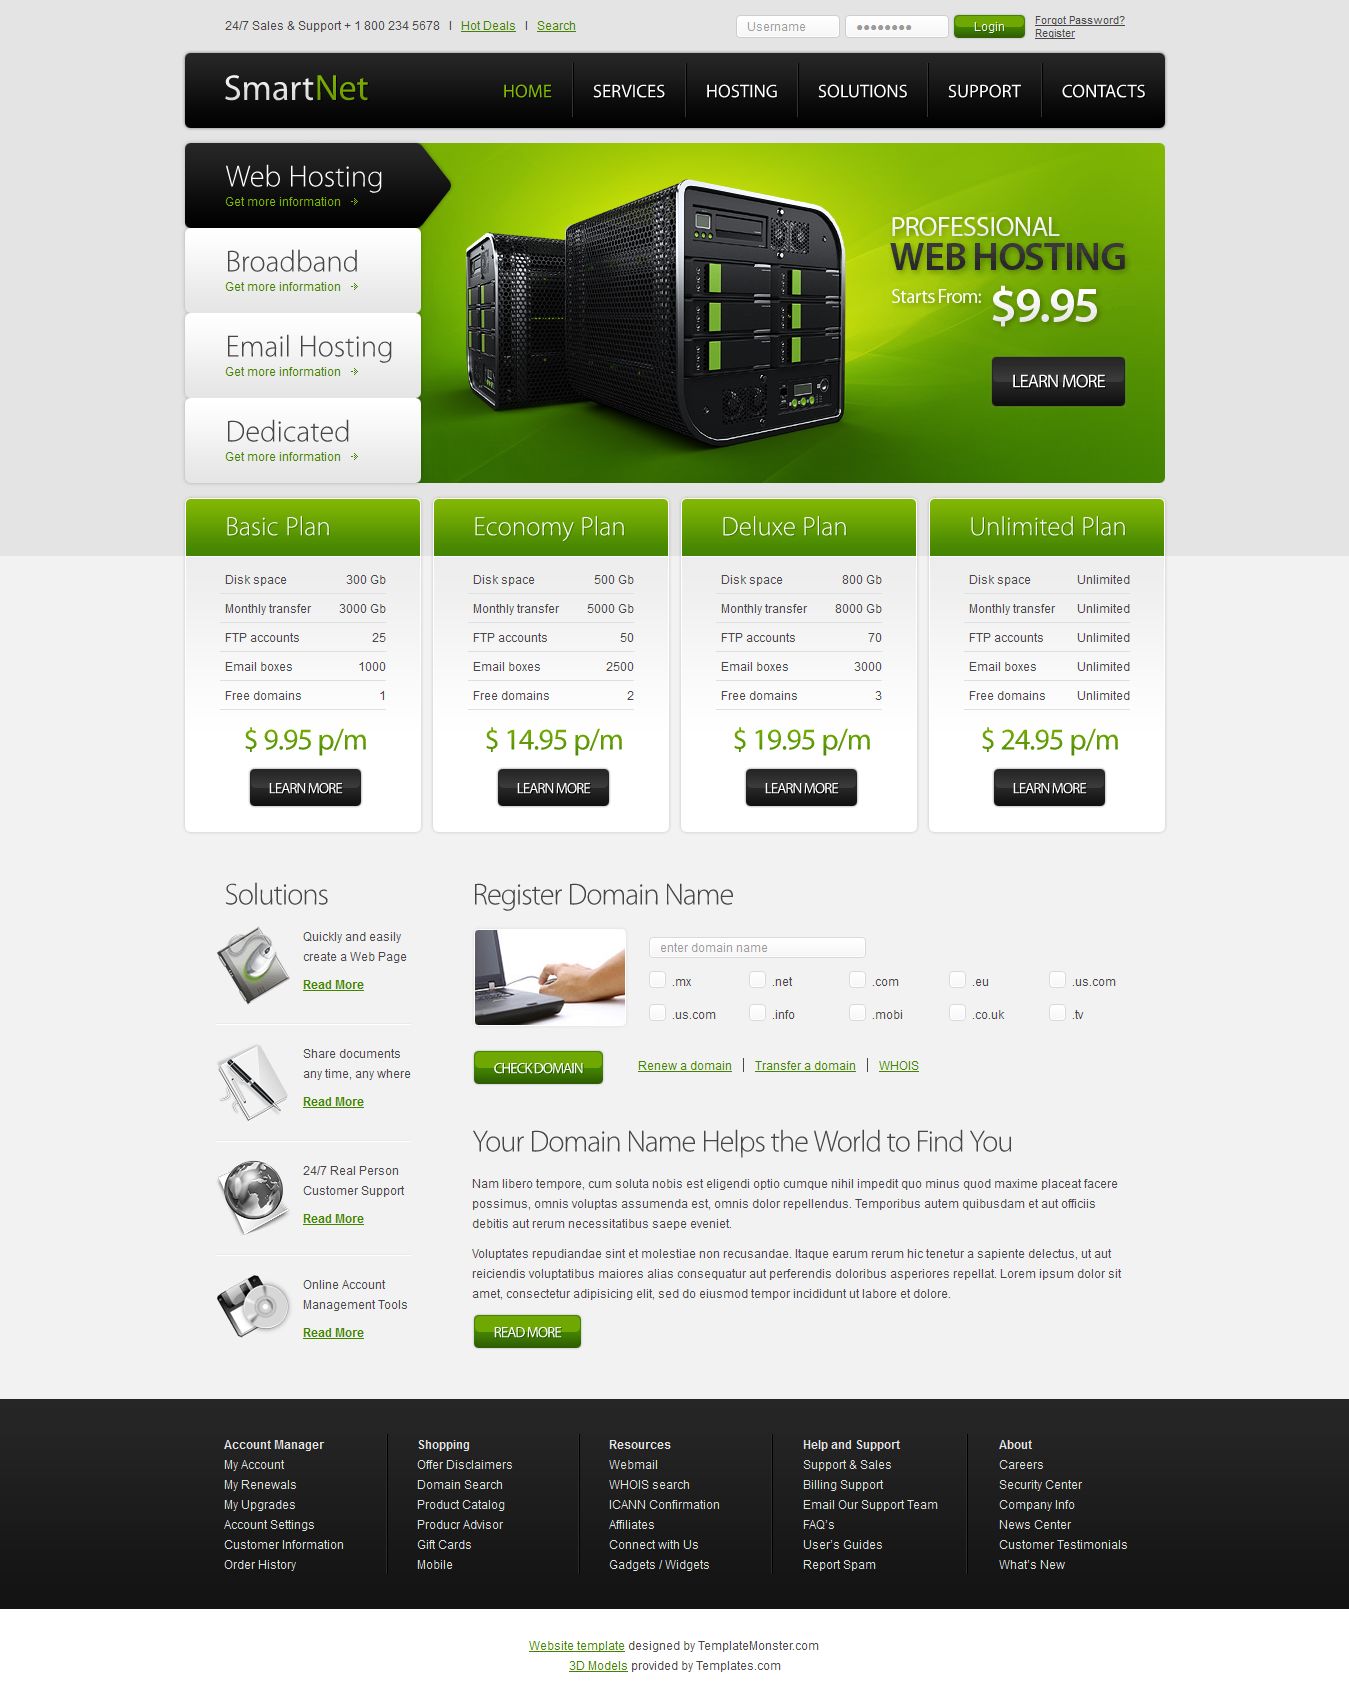 24/7 Sales & Support + 1 800 234 5678 | Hot Deals | Search
Username
Login
Forgot Password?
Register
SmartNet
HOME
SERVICES
HOSTING
SOLUTIONS
SUPPORT
CONTACTS
Web Hosting
Get more information
Broadband
Get more information
Email Hosting
Get more information
Dedicated
Get more information
PROFESSIONAL
WEB HOSTING
Starts From: $9.95
LEARN MORE
Basic Plan
Disk space 300 Gb
Monthly transfer 3000 Gb
FTP accounts 25
Email boxes 1000
Free domains 1
$ 9.95 p/m
LEARN MORE
Economy Plan
Disk space 500 Gb
Monthly transfer 5000 Gb
FTP accounts 50
Email boxes 2500
Free domains 2
$ 14.95 p/m
LEARN MORE
Deluxe Plan
Disk space 800 Gb
Monthly transfer 8000 Gb
FTP accounts 70
Email boxes 3000
Free domains 3
$ 19.95 p/m
LEARN MORE
Unlimited Plan
Disk space Unlimited
Monthly transfer Unlimited
FTP accounts Unlimited
Email boxes Unlimited
Free domains Unlimited
$ 24.95 p/m
LEARN MORE
Solutions
Quickly and easily
create a Web Page
Read More
Share documents
any time, any where
Read More
24/7 Real Person
Customer Support
Read More
Online Account
Management Tools
Read More
Register Domain Name
enter domain name
.mx .net .com .eu .us.com
.us.com .info .mobi .co.uk .tv
CHECK DOMAIN
Renew a domain | Transfer a domain | WHOIS
Your Domain Name Helps the World to Find You
Nam libero tempore, cum soluta nobis est eligendi optio cumque nihil impedit quo minus quod maxime placeat facere
possimus, omnis voluptas assumenda est, omnis dolor repellendus. Temporibus autem quibusdam et aut officiis
debitis aut rerum necessitatibus saepe eveniet.
Voluptates repudiandae sint et molestiae non recusandae. Itaque earum rerum hic tenetur a sapiente delectus, ut aut
reiciendis voluptatibus maiores alias consequatur aut perferendis doloribus asperiores repellat. Lorem ipsum dolor sit
amet, consectetur adipisicing elit, sed do eiusmod tempor incididunt ut labore et dolore.
READ MORE
Account Manager
My Account
My Renewals
My Upgrades
Account Settings
Customer Information
Order History
Shopping
Offer Disclaimers
Domain Search
Product Catalog
Producr Advisor
Gift Cards
Mobile
Resources
Webmail
WHOIS search
ICANN Confirmation
Affiliates
Connect with Us
Gadgets / Widgets
Help and Support
Support & Sales
Billing Support
Email Our Support Team
FAQ's
User's Guides
Report Spam
About
Careers
Security Center
Company Info
News Center
Customer Testimonials
What's New
Website template designed by TemplateMonster.com
3D Models provided by Templates.com